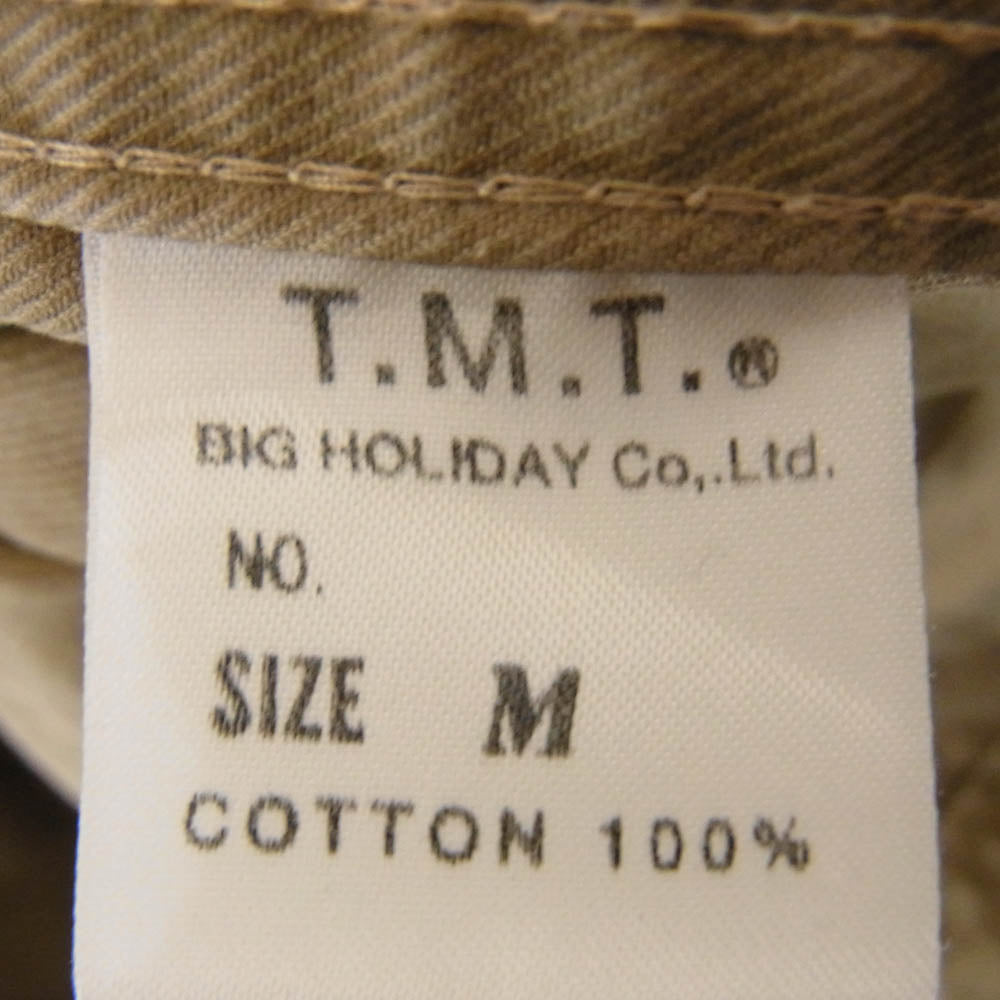 T.M.T.®
BIG HOLIDAY Co,.Ltd.
NO.
SIZE M
COTTON 100%